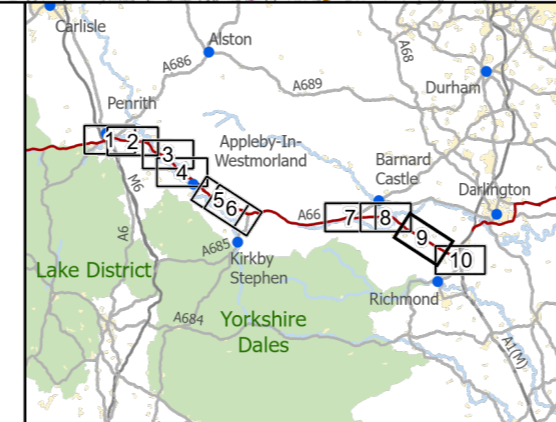 Carlisle
Alston
A686
A689
A68
Durham
Penrith
1
2
3
4
5
6
7
8
9
10
Appleby-In-
Westmorland
Barnard
Castle
Darlington
M6
A6
A66
A685
Kirkby
Stephen
Lake District
Richmond
A684
Yorkshire
Dales
A1(M)